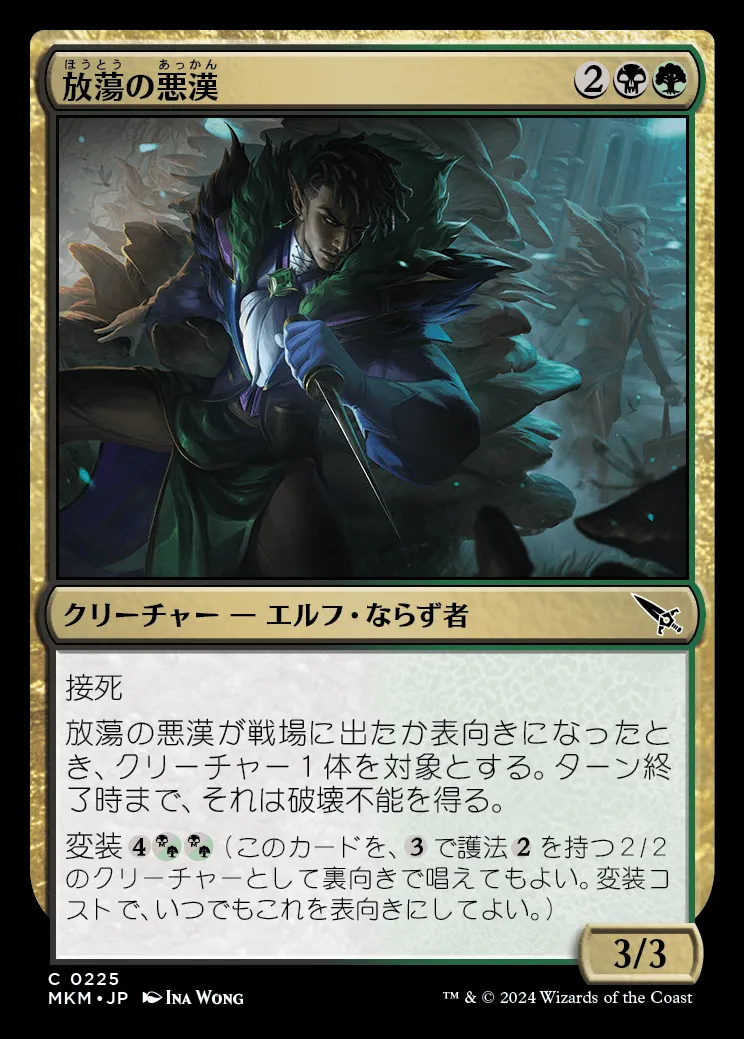 ほうとう あっかん
放蕩の悪漢 2
クリーチャー — エルフ・ならず者
接死
放蕩の悪漢が戦場に出たか表向きになったと
き、クリーチャー１体を対象とする。ターン終
了時まで、それは破壊不能を得る。
変装 4 （このカードを、3 で護法 2 を持つ２/２
のクリーチャーとして裏向きで唱えてもよい。変装コ
ストで、いつでもこれを表向きにしてよい。）
3/3
C 0225
MKM • JP INA WONG
™ & © 2024 Wizards of the Coast